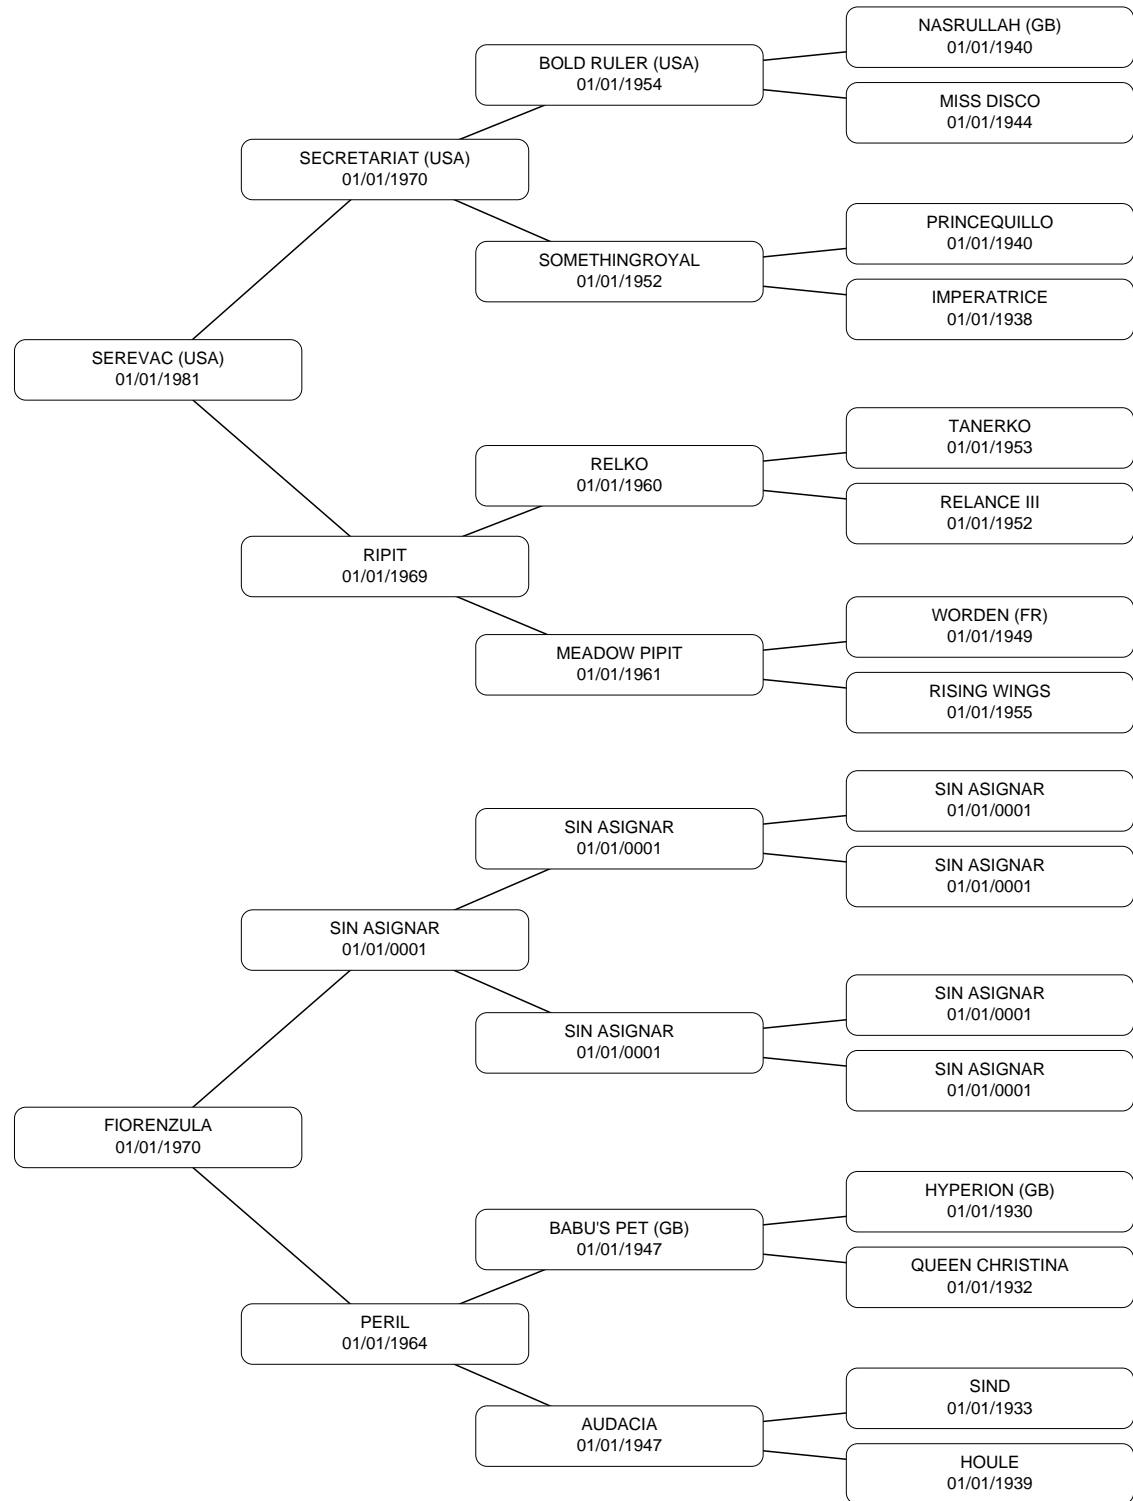 NASRULLAH (GB)
01/01/1940
BOLD RULER (USA)
01/01/1954
MISS DISCO
01/01/1944
SECRETARIAT (USA)
01/01/1970
PRINCEQUILLO
01/01/1940
SOMETHINGROYAL
01/01/1952
IMPERATRICE
01/01/1938
SEREVAC (USA)
01/01/1981
TANERKO
01/01/1953
RELKO
01/01/1960
RELANCE III
01/01/1952
RIPIT
01/01/1969
WORDEN (FR)
01/01/1949
MEADOW PIPIT
01/01/1961
RISING WINGS
01/01/1955
SIN ASIGNAR
01/01/0001
SIN ASIGNAR
01/01/0001
SIN ASIGNAR
01/01/0001
SIN ASIGNAR
01/01/0001
SIN ASIGNAR
01/01/0001
SIN ASIGNAR
01/01/0001
SIN ASIGNAR
01/01/0001
FIORENZULA
01/01/1970
HYPERION (GB)
01/01/1930
BABU'S PET (GB)
01/01/1947
QUEEN CHRISTINA
01/01/1932
PERIL
01/01/1964
SIND
01/01/1933
AUDACIA
01/01/1947
HOULE
01/01/1939